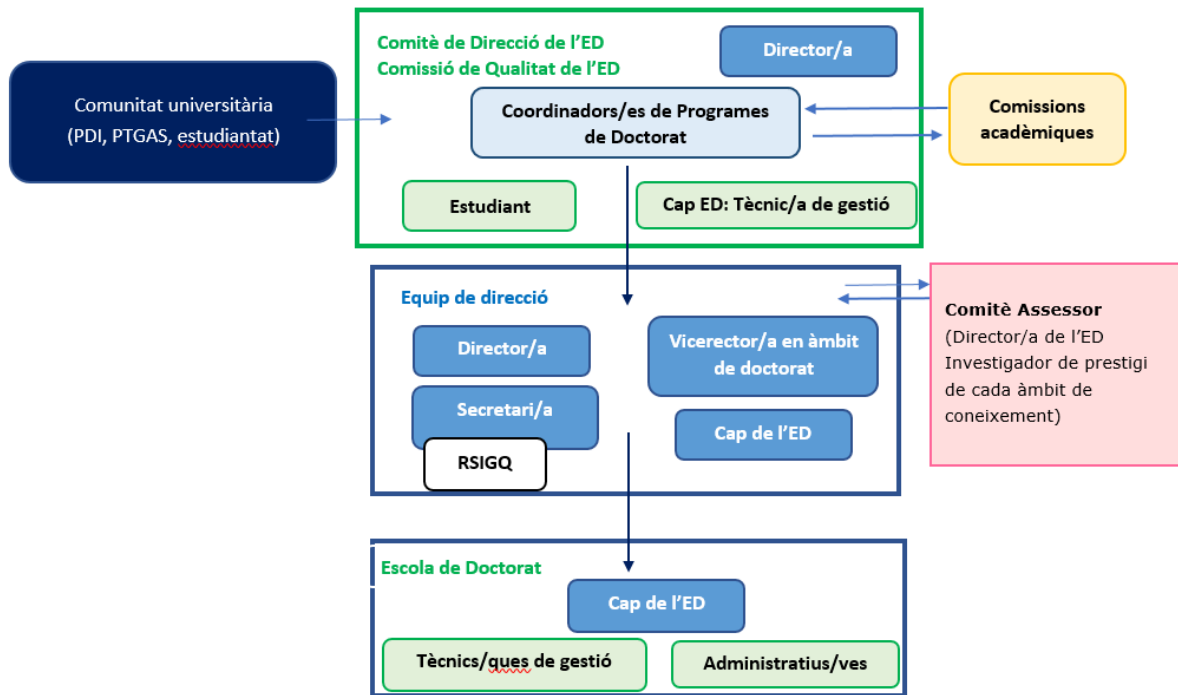 Comitè de Direcció de l'ED
Comissió de Qualitat de l'ED
Director/a
Comunitat universitària
(PDI, PTGAS, estudiantat)
Coordinadors/es de Programes
de Doctorat
Comissions
acadèmiques
Estudiant
Cap ED: Tècnic/a de gestió
Equip de direcció
Director/a
Vicerector/a en àmbit
de doctorat
Secretari/a
RSIGQ
Cap de l'ED
Comitè Assessor
(Director/a de l'ED
Investigador de prestigi
de cada àmbit de
coneixement)
Escola de Doctorat
Cap de l'ED
Tècnics/ques de gestió
Administratius/ves